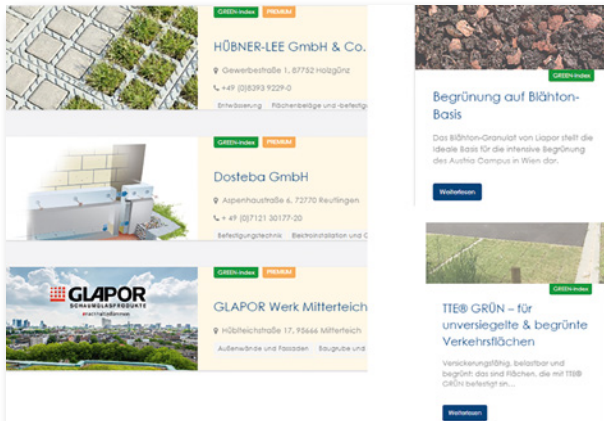 GREEN-Index PREMIUM
HÜBNER-LEE GmbH & Co.
Gewerbestraße 1, 87752 Holzgünz
+49 (0)8393 9229-0
Entwässerung Flächenbeläge und -befestig
GREEN-Index PREMIUM
Dosteba GmbH
Aspenhaustraße 6, 72770 Reutlingen
+ 49 (0)7121 30177-20
Befestigungstechnik Elektroinstallation und G
GLAPOR
SCHAUMGLASPRODUKTE
#nachhaltigdämmen
GREEN-Index PREMIUM
GLAPOR Werk Mitterteich
Hüblteichstraße 17, 95666 Mitterteich
Außenwände und Fassaden Baugrube und
GREEN-Index
Begrünung auf Blähton-
Basis
Das Blähton-Granulat von Liapor stellt die
ideale Basis für die intensive Begrünung
des Austria Campus in Wien dar.
Weiterlesen
GREEN-Index
TTE® GRÜN – für
unversiegelte & begrünte
Verkehrsflächen
Versickerungsfähig, belastbar und
begrünt: das sind Flächen, die mit TTE®
GRÜN befestigt sin...
Weiterlesen